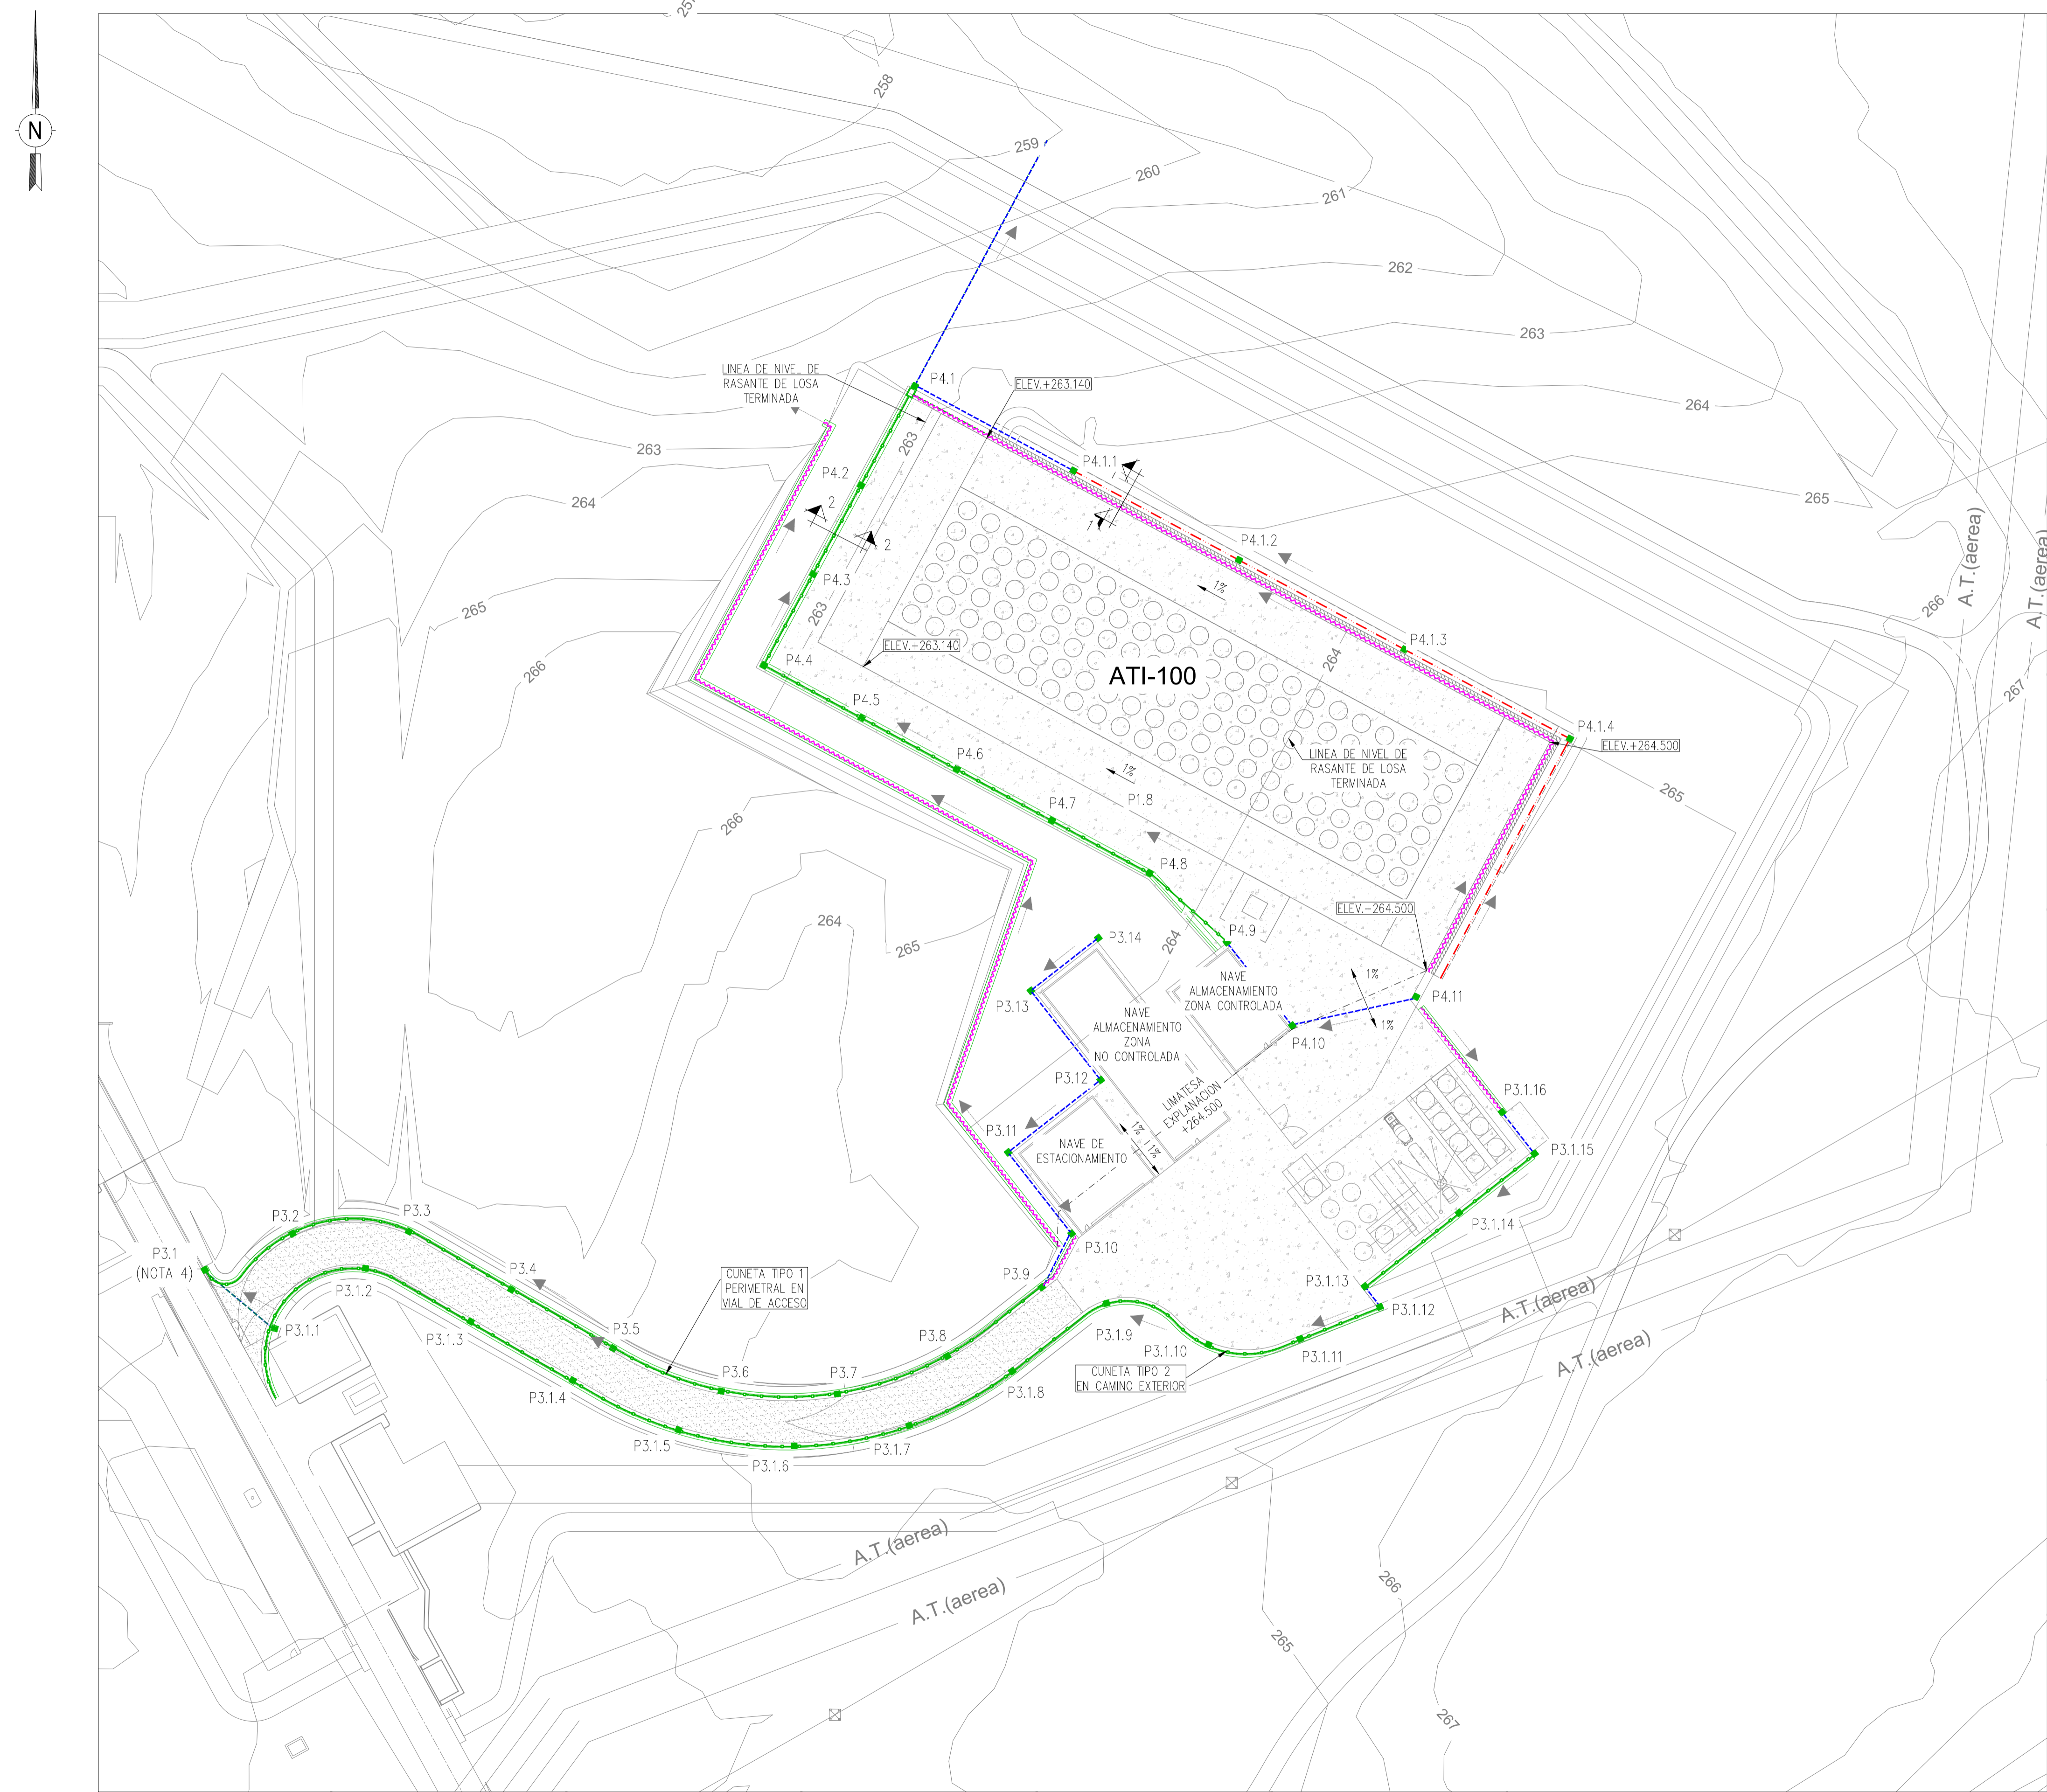 257
N
258
259
260
261
262
263
264
265
266
267
A.T.(aerea)
A.T.(aerea)
LINEA DE NIVEL DE
RASANTE DE LOSA
TERMINADA
P4.1
ELEV.+263.140
263
263
264
P4.2
P4.1.1
1
1
2
2
P4.1.2
P4.3
263
265
266
1%
P4.1.3
ELEV.+263.140
P4.4
ATI-100
264
P4.5
P4.1.4
ELEV.+264.500
LINEA DE NIVEL DE
RASANTE DE LOSA
TERMINADA
P4.6
1%
P1.8
265
P4.7
266
P4.8
ELEV.+264.500
264
265
P4.9
264
P3.14
NAVE
ALMACENAMIENTO
ZONA CONTROLADA
1%
1%
P4.11
P3.13
NAVE
ALMACENAMIENTO
ZONA
NO CONTROLADA
P4.10
P3.12
LIMATESA
EXPLANACION
+264.500
P3.1.16
P3.11
1%
1%
NAVE DE
ESTACIONAMIENTO
P3.1.15
P3.1.14
P3.2
P3.3
P3.1
(NOTA 4)
P3.10
P3.4
CUNETA TIPO 1
PERIMETRAL EN
VIAL DE ACCESO
P3.9
P3.1.13
P3.1.2
P3.1.12
A.T.(aerea)
P3.1.1
P3.1.3
P3.5
P3.8
P3.1.9
P3.1.10
P3.1.11
A.T.(aerea)
P3.6
P3.7
CUNETA TIPO 2
EN CAMINO EXTERIOR
P3.1.4
P3.1.8
P3.1.5
P3.1.6
P3.1.7
A.T.(aerea)
A.T.(aerea)
266
265
267